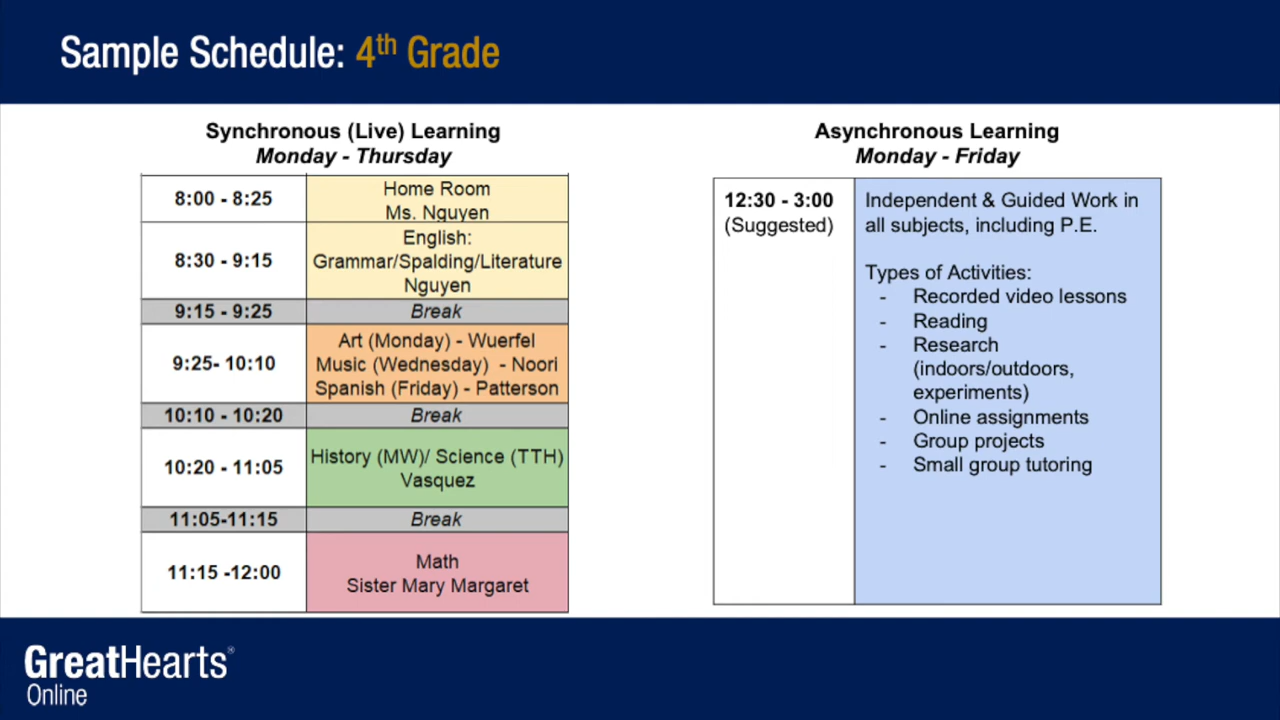 Sample Schedule: 4th Grade
Synchronous (Live) Learning
Monday - Thursday
8:00 - 8:25
Home Room
Ms. Nguyen
8:30 - 9:15
English:
Grammar/Spalding/Literature
Nguyen
9:15 - 9:25
Break
9:25- 10:10
Art (Monday) - Wuerfel
Music (Wednesday) - Noori
Spanish (Friday) - Patterson
10:10 - 10:20
Break
10:20 - 11:05
History (MW)/ Science (TTH)
Vasquez
11:05-11:15
Break
11:15 -12:00
Math
Sister Mary Margaret
Asynchronous Learning
Monday - Friday
12:30 - 3:00
(Suggested)
Independent & Guided Work in
all subjects, including P.E.
Types of Activities:
- Recorded video lessons
- Reading
- Research
(indoors/outdoors,
experiments)
- Online assignments
- Group projects
- Small group tutoring
GreatHearts®
Online